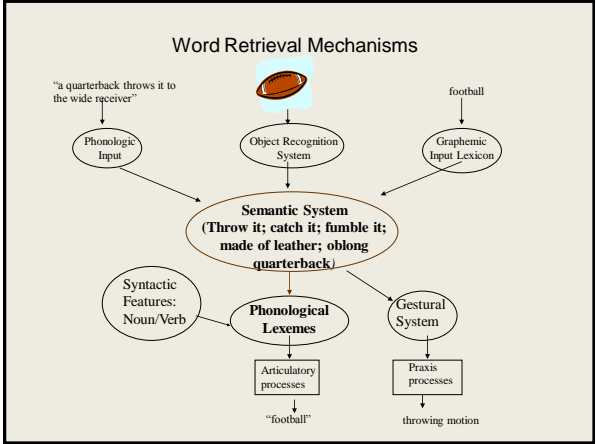 Word Retrieval Mechanisms
“a quarterback throws it to
the wide receiver”
football
Phonologic
Input
Object Recognition
System
Graphemic
Input Lexicon
Semantic System
(Throw it; catch it; fumble it;
made of leather; oblong
quarterback)
Syntactic
Features:
Noun/Verb
Phonological
Lexemes
Gestural
System
Articulatory
processes
Praxis
processes
“football”
throwing motion